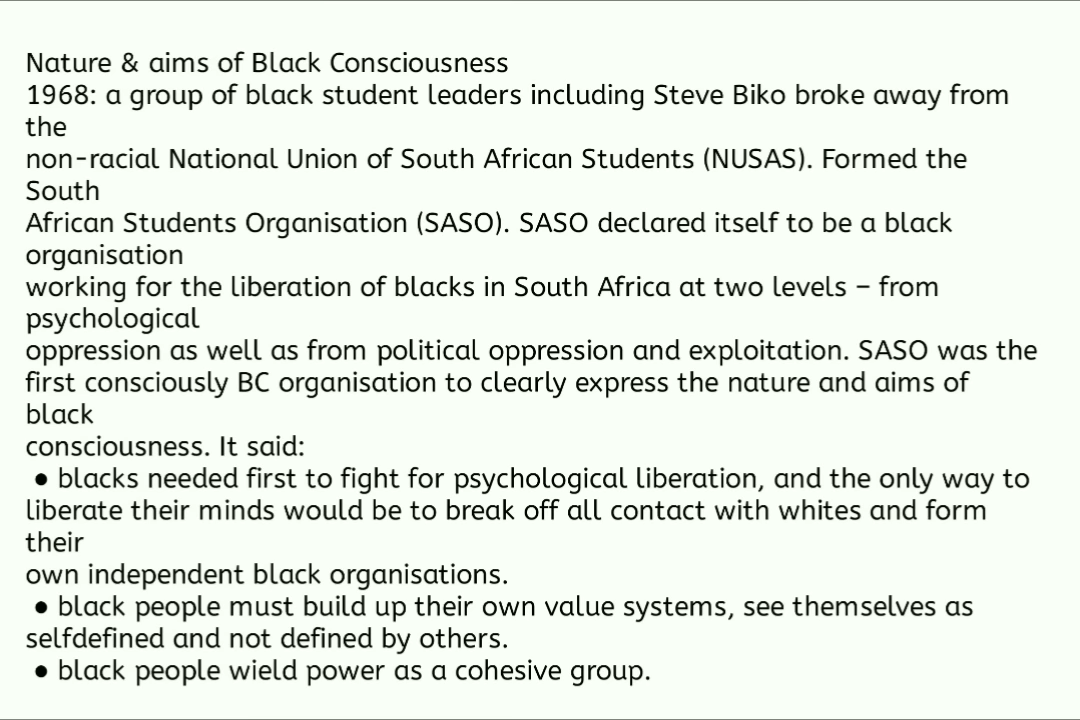 Nature & aims of Black Consciousness
1968: a group of black student leaders including Steve Biko broke away from
the
non-racial National Union of South African Students (NUSAS). Formed the
South
African Students Organisation (SASO). SASO declared itself to be a black
organisation
working for the liberation of blacks in South Africa at two levels – from
psychological
oppression as well as from political oppression and exploitation. SASO was the
first consciously BC organisation to clearly express the nature and aims of
black
consciousness. It said:
● blacks needed first to fight for psychological liberation, and the only way to
liberate their minds would be to break off all contact with whites and form
their
own independent black organisations.
● black people must build up their own value systems, see themselves as
selfdefined and not defined by others.
● black people wield power as a cohesive group.